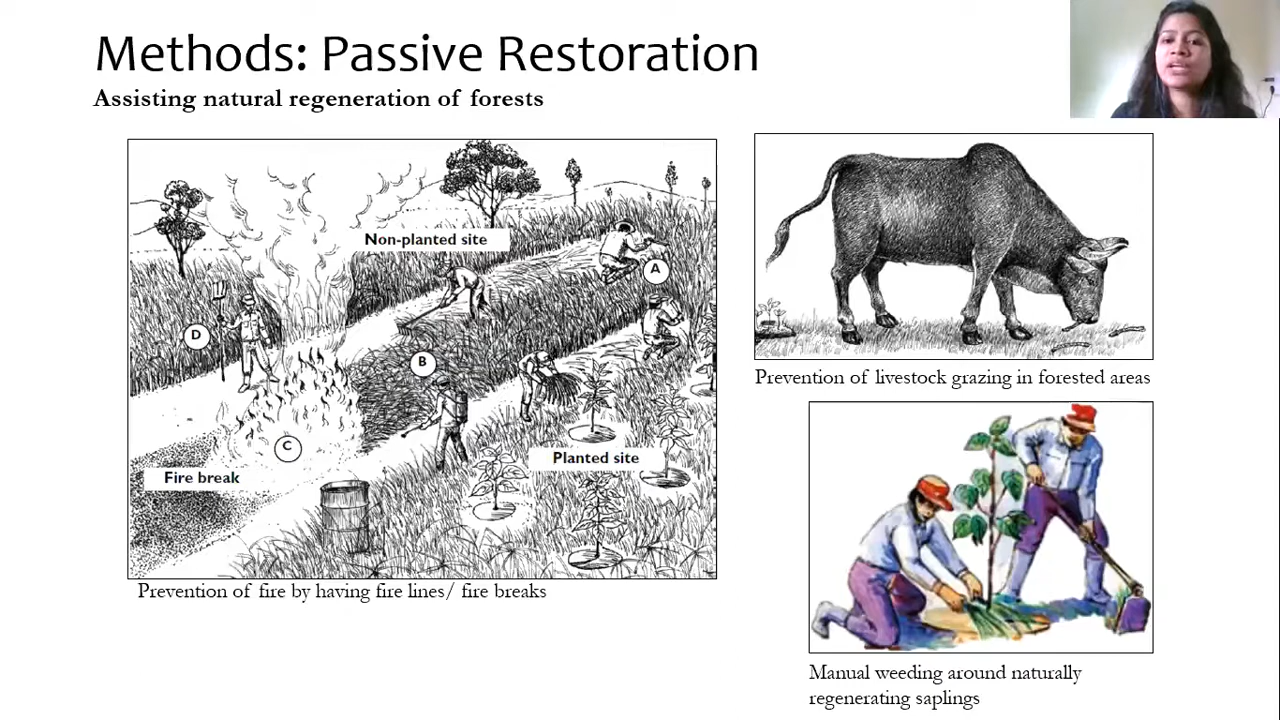 Methods: Passive Restoration
Assisting natural regeneration of forests
Non-planted site
A
D
B
C
Planted site
Fire break
Prevention of fire by having fire lines/ fire breaks
Prevention of livestock grazing in forested areas
Manual weeding around naturally
regenerating saplings